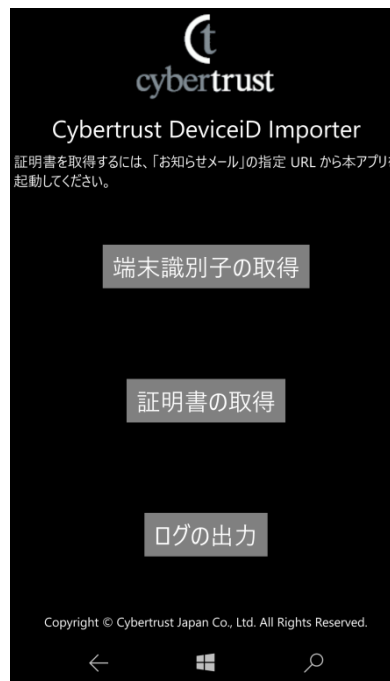 cybertrust
Cybertrust DeviceiD Importer
証明書を取得するには、「お知らせメール」の指定 URL から本アプリを
起動してください。
端末識別子の取得
証明書の取得
ログの出力
Copyright © Cybertrust Japan Co., Ltd. All Rights Reserved.